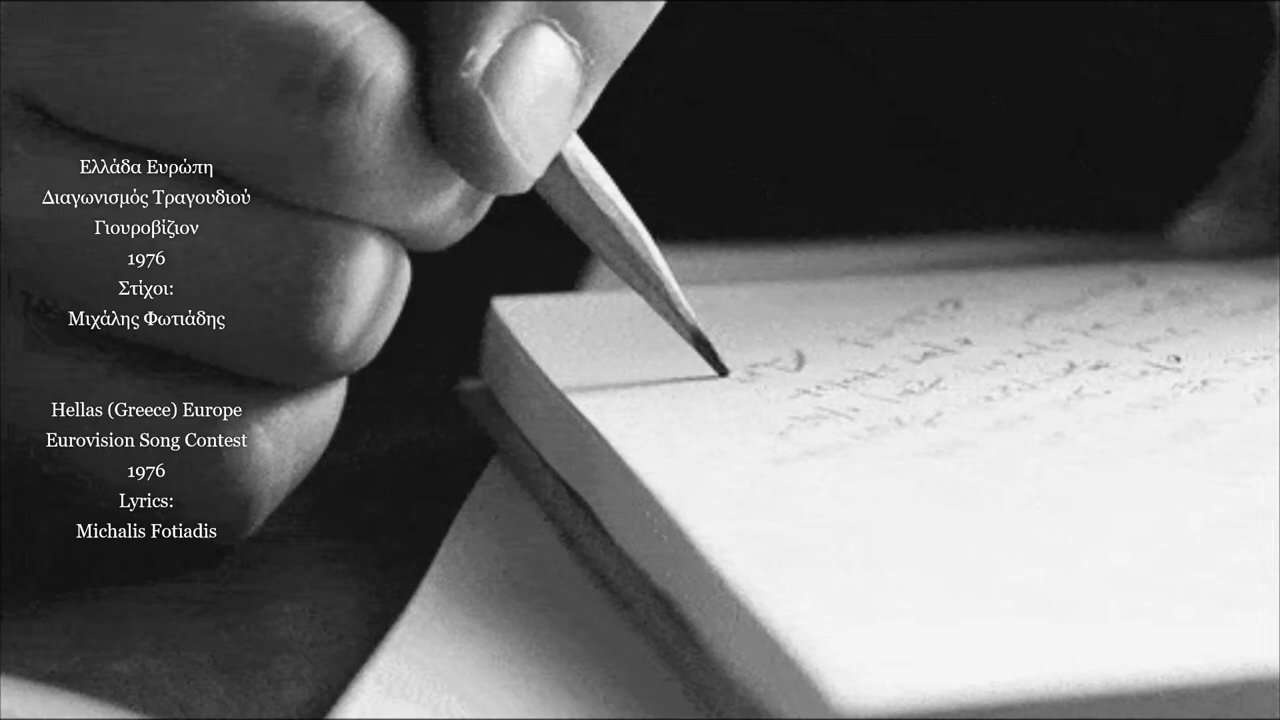 Ελλάδα Ευρώπη
Διαγωνισμός Τραγουδιού
Γιουροβίζιον
1976
Στίχοι:
Μιχάλης Φωτιάδης
Hellas (Greece) Europe
Eurovision Song Contest
1976
Lyrics:
Michalis Fotiadis